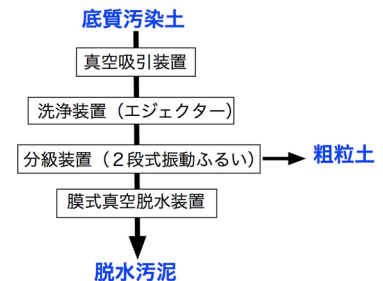 底質汚染土
真空吸引装置
洗浄装置（エジェクター）
分級装置（２段式振動ふるい）
粗粒土
膜式真空脱水装置
脱水汚泥